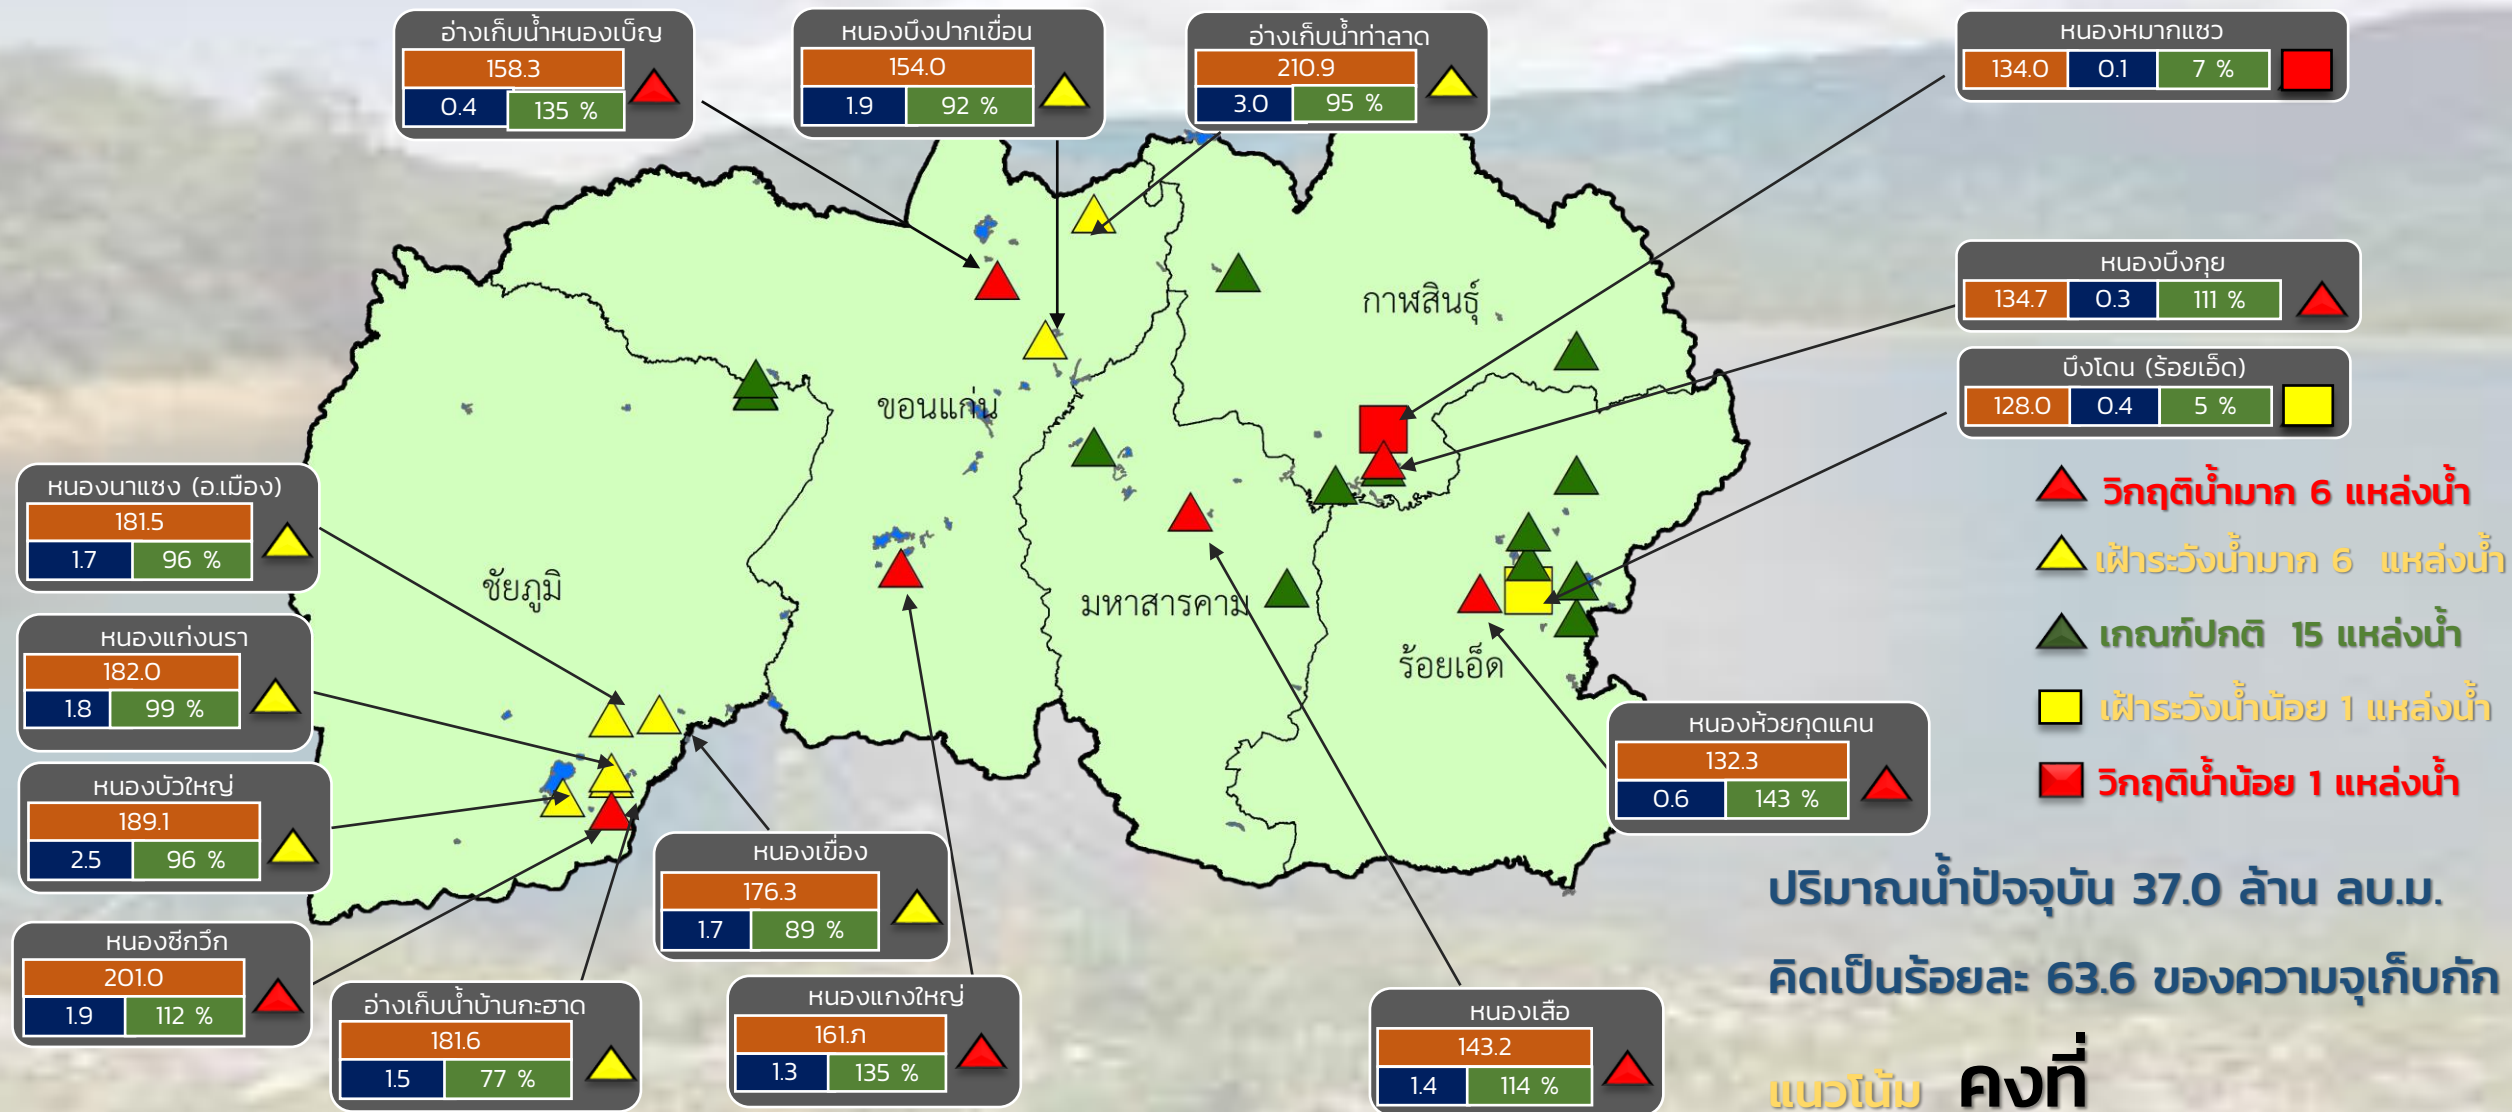 อ่างเก็บน้ำหนองเบ็ญ
158.3
0.4 135 %
หนองบึงปากเขื่อน
154.0
1.9 92 %
อ่างเก็บน้ำท่าลาด
210.9
3.0 95 %
หนองหมากแซว
134.0 0.1 7 %
หนองบึงกุย
134.7 0.3 111 %
บึงโดน (ร้อยเอ็ด)
128.0 0.4 5 %
กาฬสินธุ์
ขอนแก่น
ชัยภูมิ
มหาสารคาม
ร้อยเอ็ด
หนองนาแซง (อ.เมือง)
181.5
1.7 96 %
หนองแก่งนรา
182.0
1.8 99 %
หนองบัวใหญ่
189.1
2.5 96 %
หนองซีกวึก
201.0
1.9 112 %
อ่างเก็บน้ำบ้านกะฮาด
181.6
1.5 77 %
หนองเขื่อง
176.3
1.7 89 %
หนองแกงใหญ่
161.ภ
1.3 135 %
หนองเสือ
143.2
1.4 114 %
หนองห้วยกุดแคน
132.3
0.6 143 %
วิกฤติน้ำมาก 6 แหล่งน้ำ
เฝ้าระวังน้ำมาก 6 แหล่งน้ำ
เกณฑ์ปกติ 15 แหล่งน้ำ
เฝ้าระวังน้ำน้อย 1 แหล่งน้ำ
วิกฤติน้ำน้อย 1 แหล่งน้ำ
ปริมาณน้ำปัจจุบัน 37.0 ล้าน ลบ.ม.
คิดเป็นร้อยละ 63.6 ของความจุเก็บกัก
แนวโน้ม คงที่